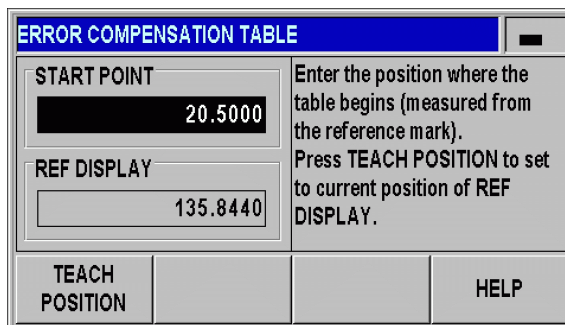 ERROR COMPENSATION TABLE
START POINT
20.5000
REF DISPLAY
135.8440
Enter the position where the
table begins (measured from
the reference mark).
Press TEACH POSITION to set
to current position of REF
DISPLAY.
TEACH
POSITION
HELP